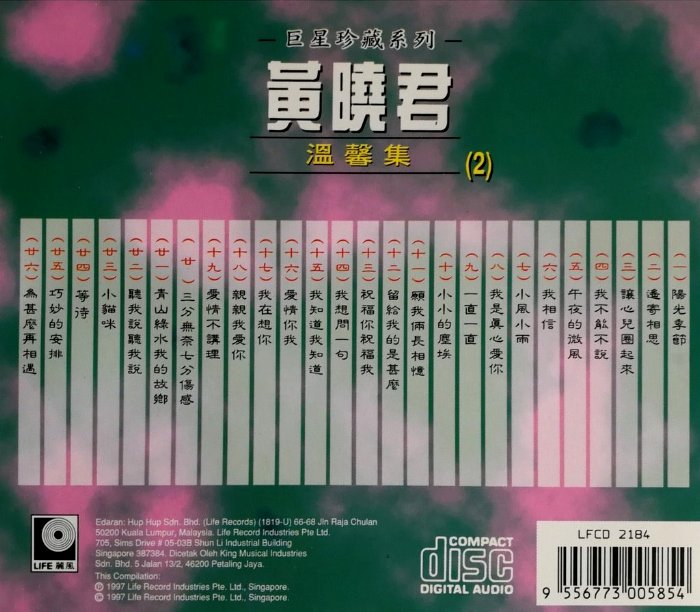 巨星珍藏系列
黃曉君
溫馨集 (2)
(一) 陽光季節
(二) 遙寄相思
(三) 讓心兒圈起來
(四) 我不能不說
(五) 午夜的微風
(六) 我相信
(七) 小風小雨
(八) 我是真心愛你
(九) 一直一直
(十) 小小的塵埃
(十一) 願我倆長相憶
(十二) 留給我的是甚麼
(十三) 祝福你祝福我
(十四) 我想問一句
(十五) 我知道我知道
(十六) 愛情你我
(十七) 我在想你
(十八) 親親我愛你
(十九) 愛情不講理
(廿) 三分無奈七分傷感
(廿一) 青山綠水我的故鄉
(廿二) 聽我說聽我說
(廿三) 小貓咪
(廿四) 等待
(廿五) 巧妙的安排
(廿六) 為甚麼再相遇
LIFE 麗風
Edaran: Hup Hup Sdn. Bhd. (Life Records) (1819-U) 66-68 Jln Raja Chulan
50200 Kuala Lumpur, Malaysia. Life Record Industries Pte Ltd.
705, Sims Drive # 05-03B Shun Li Industrial Building
Singapore 387384. Dicetak Oleh King Musical Industries
Sdn. Bhd. 5 Jalan 13/2, 46200 Petaling Jaya.
This Compilation:
Ⓟ 1997 Life Record Industries Pte. Ltd., Singapore.
© 1997 Life Record Industries Pte. Ltd., Singapore.
COMPACT
disc
DIGITAL AUDIO
LFCD 2184
9 556773 005854